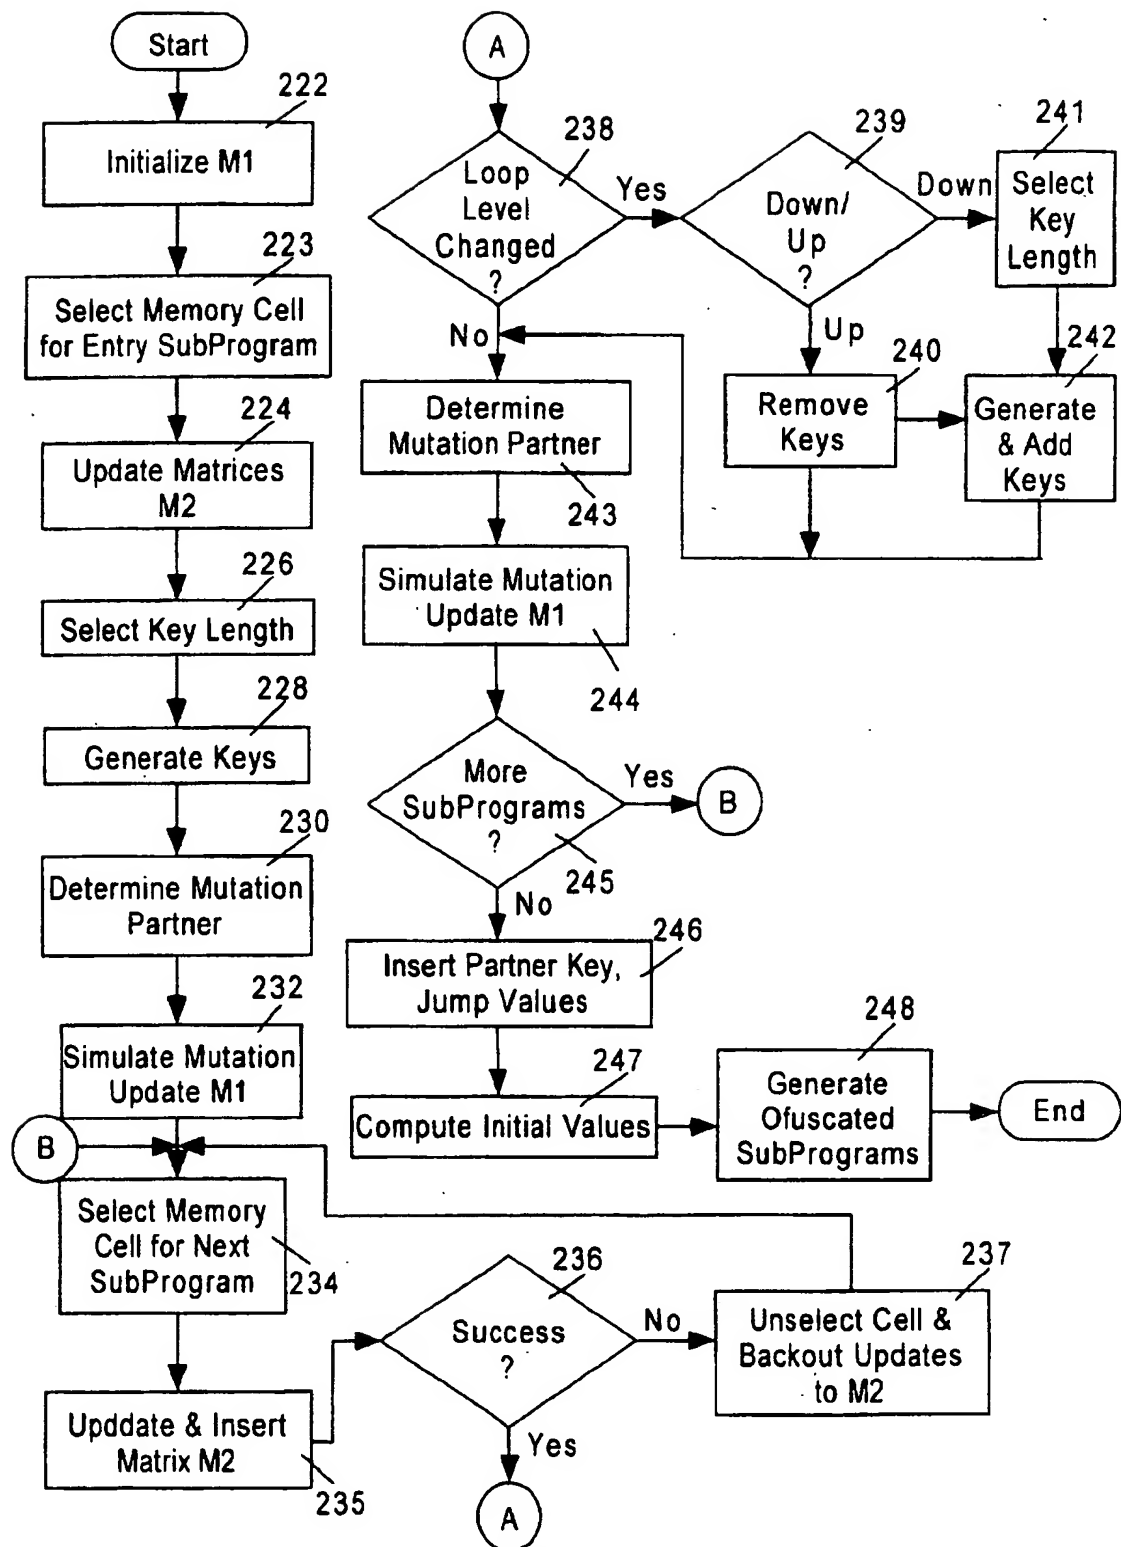 Start
222
Initialize M1
223
Select Memory Cell
for Entry SubProgram
224
Update Matrices
M2
226
Select Key Length
228
Generate Keys
230
Determine Mutation
Partner
232
Simulate Mutation
Update M1
B
Select Memory
Cell for Next
SubProgram
234
Upddate & Insert
Matrix M2
235
236
Success
?
No
237
Unselect Cell &
Backout Updates
to M2
Yes
A
A
238
Loop
Level
Changed
?
Yes
No
239
Down/
Up
?
Down
Up
241
Select
Key
Length
240
Remove
Keys
242
Generate
& Add
Keys
Determine
Mutation Partner
243
Simulate Mutation
Update M1
244
More
SubPrograms
?
245
Yes
B
No
246
Insert Partner Key,
Jump Values
247
Compute Initial Values
248
Generate
Ofuscated
SubPrograms
End